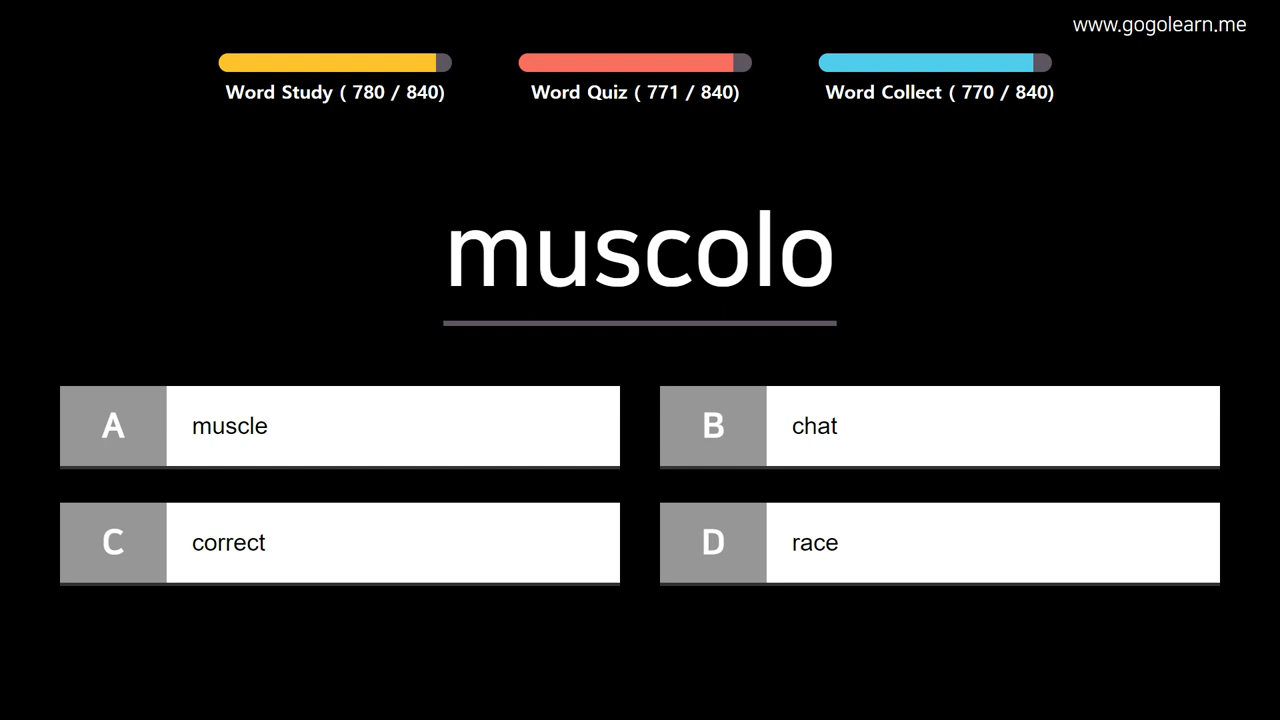 www.gogolearn.me
Word Study ( 780 / 840)
Word Quiz ( 771 / 840)
Word Collect ( 770 / 840)
muscolo
A muscle
B chat
C correct
D race